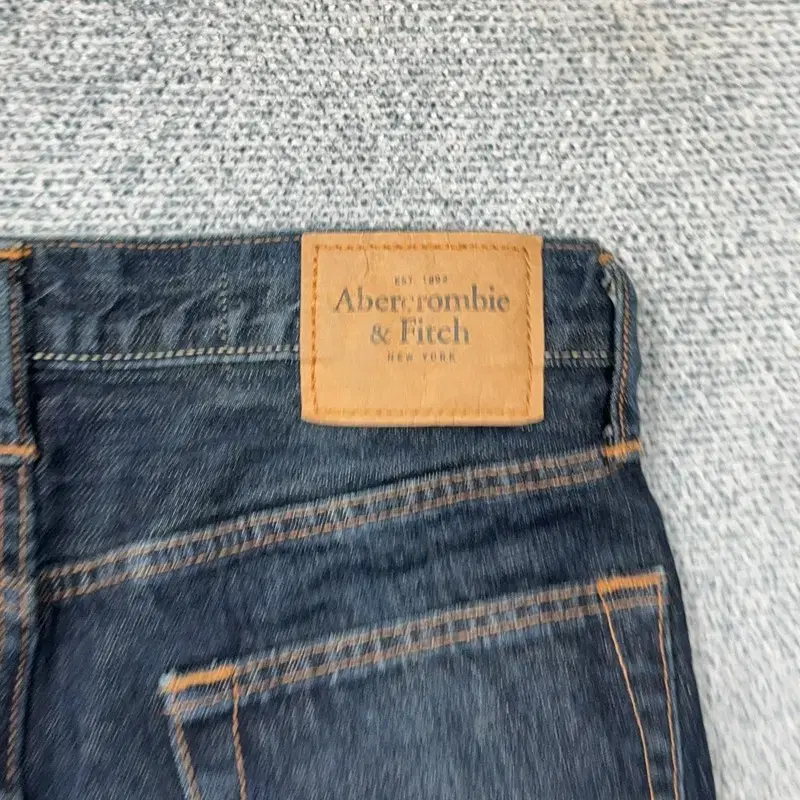 EST. 1892
Abercrombie
& Fitch
NEW YORK